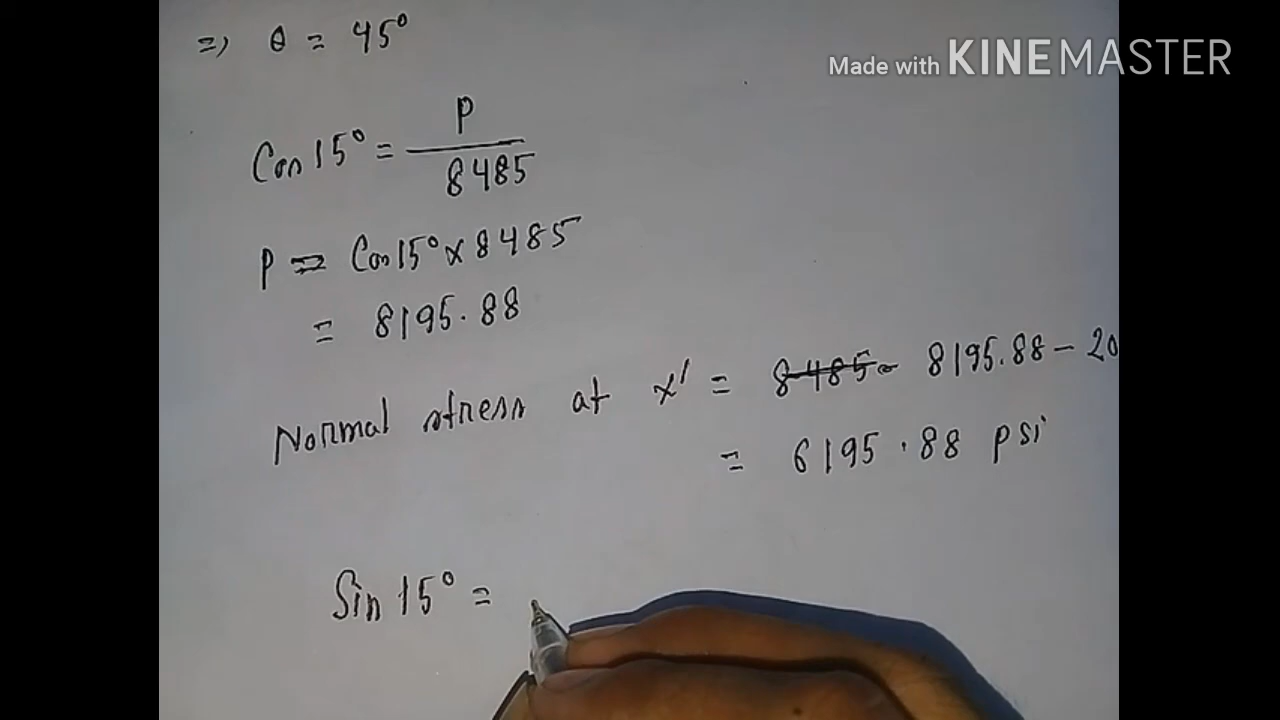 => θ = 45°
Made with KINEMASTER
Cos 15° = P / 8485
P = Cos 15° x 8485
= 8195.88
Normal stress at x' = 8485 - 8195.88 - 20
= 6195.88 psi
Sin 15° =